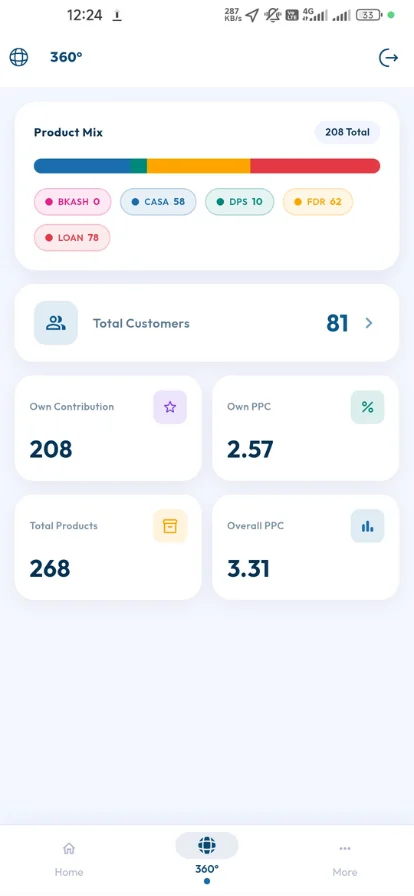 12:24
287 KB/s
4G
33
360°
Product Mix
208 Total
BKASH 0
CASA 58
DPS 10
FDR 62
LOAN 78
Total Customers
81
Own Contribution
208
Own PPC
%
2.57
Total Products
268
Overall PPC
3.31
Home
360°
More